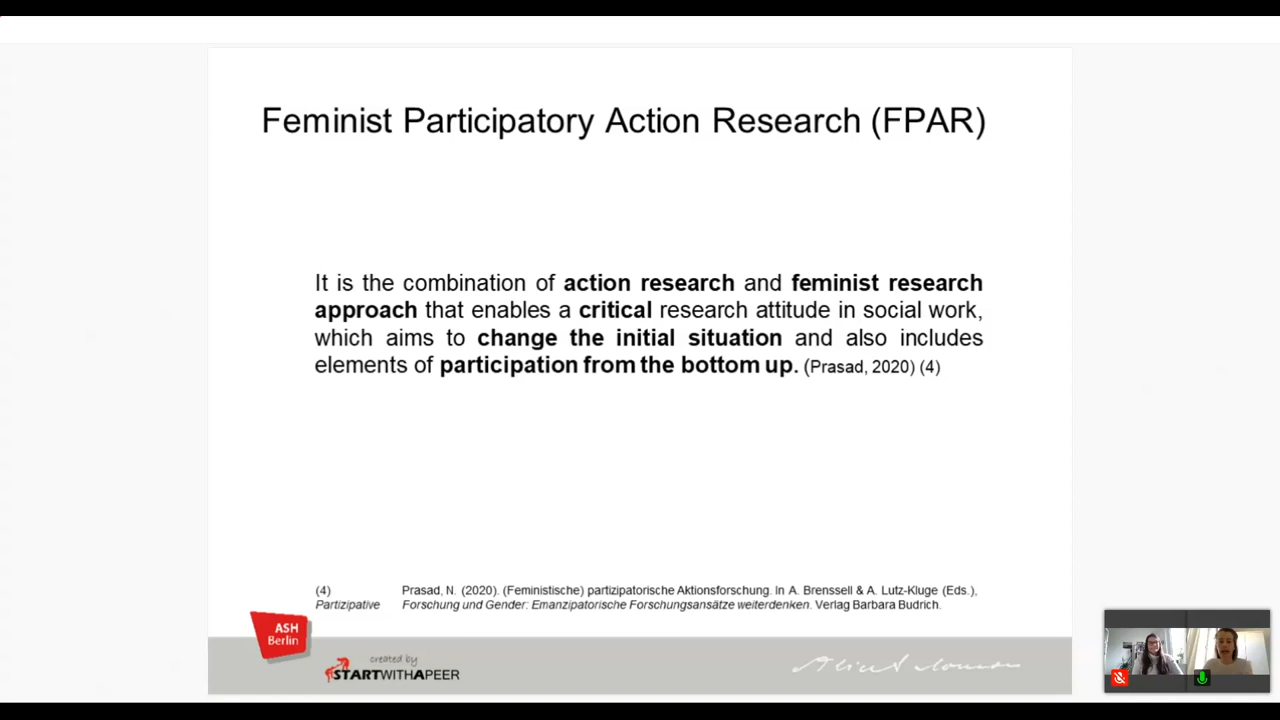 Feminist Participatory Action Research (FPAR)
It is the combination of action research and feminist research
approach that enables a critical research attitude in social work,
which aims to change the initial situation and also includes
elements of participation from the bottom up. (Prasad, 2020) (4)
(4) Prasad, N. (2020). (Feministische) partizipatorische Aktionsforschung. In A. Brenssell & A. Lutz-Kluge (Eds.),
Partizipative Forschung und Gender: Emanzipatorische Forschungsansätze weiterdenken. Verlag Barbara Budrich.
ASH
Berlin
created by
STARTWITHAPEER